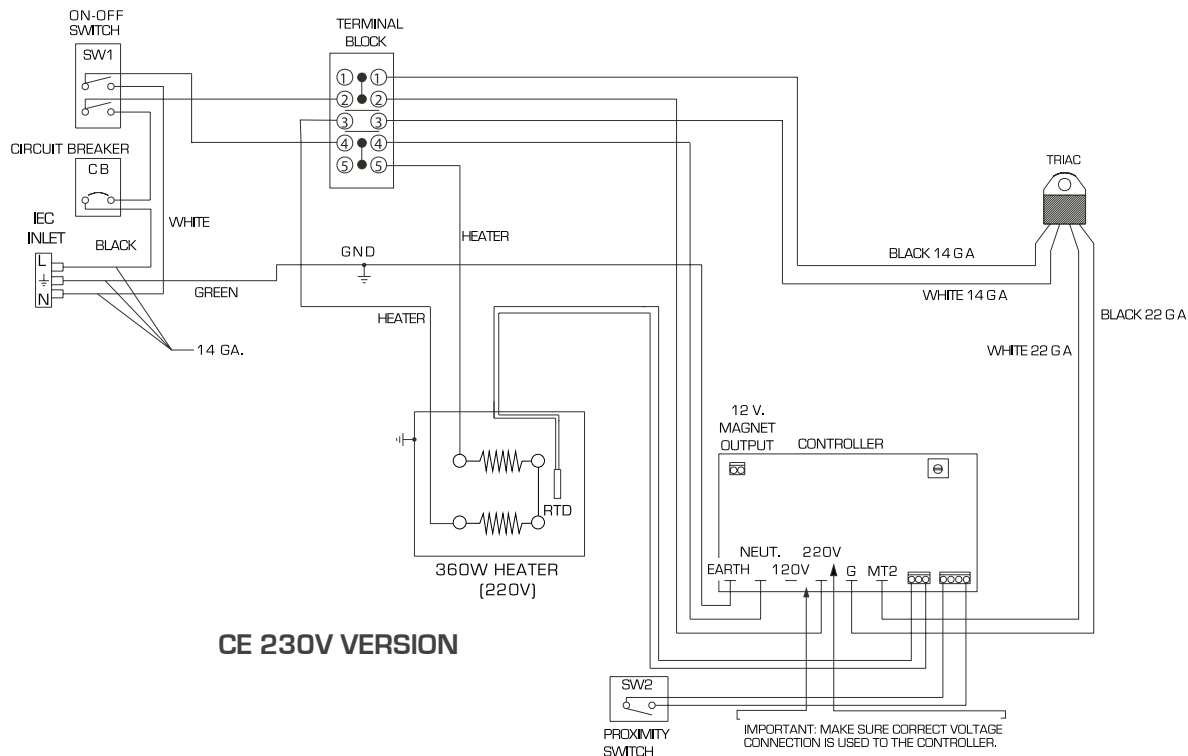 ON-OFF
SWITCH
SW1
TERMINAL
BLOCK
1 1
2 2
3 3
4 4
5 5
CIRCUIT BREAKER
CB
IEC
INLET
L
N
BLACK
WHITE
GREEN
14 GA.
GND
HEATER
HEATER
TRIAC
BLACK 14 GA
WHITE 14 GA
BLACK 22 GA
WHITE 22 GA
RTD
360W HEATER
(220V)
12 V.
MAGNET
OUTPUT
CONTROLLER
EARTH NEUT. 120V 220V G MT2
CE 230V VERSION
SW2
PROXIMITY
SWITCH
IMPORTANT: MAKE SURE CORRECT VOLTAGE
CONNECTION IS USED TO THE CONTROLLER.